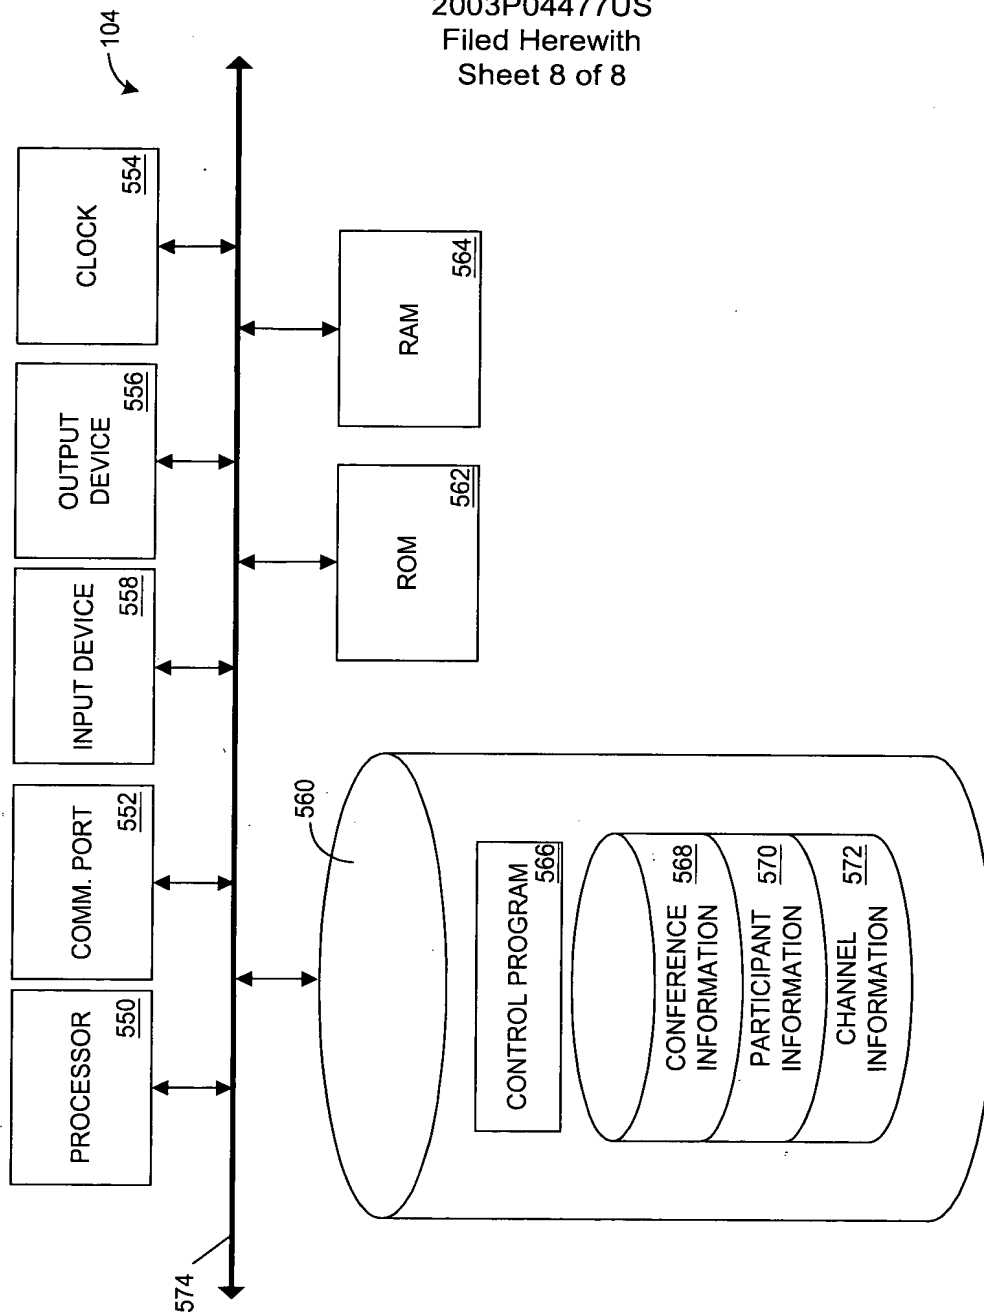 2003P04477US
Filed Herewith
Sheet 8 of 8
104
PROCESSOR
550
COMM. PORT
552
INPUT DEVICE
558
OUTPUT
DEVICE
556
CLOCK
554
574
560
ROM
562
RAM
564
CONTROL PROGRAM
566
CONFERENCE
INFORMATION
568
PARTICIPANT
INFORMATION
570
CHANNEL
INFORMATION
572